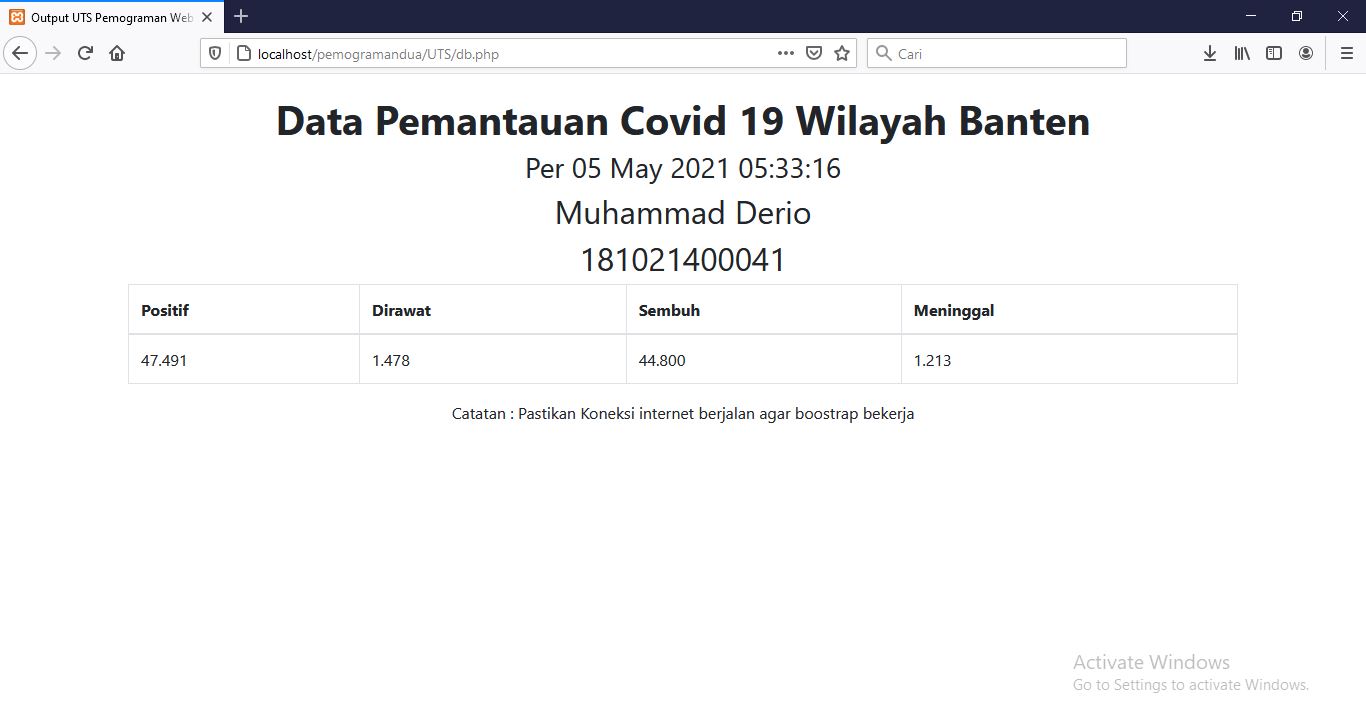 Output UTS Pemograman Web
localhost/pemogramandua/UTS/db.php
Cari
Data Pemantauan Covid 19 Wilayah Banten
Per 05 May 2021 05:33:16
Muhammad Derio
181021400041
Positif Dirawat Sembuh Meninggal
47.491 1.478 44.800 1.213
Catatan : Pastikan Koneksi internet berjalan agar boostrap bekerja
Activate Windows
Go to Settings to activate Windows.